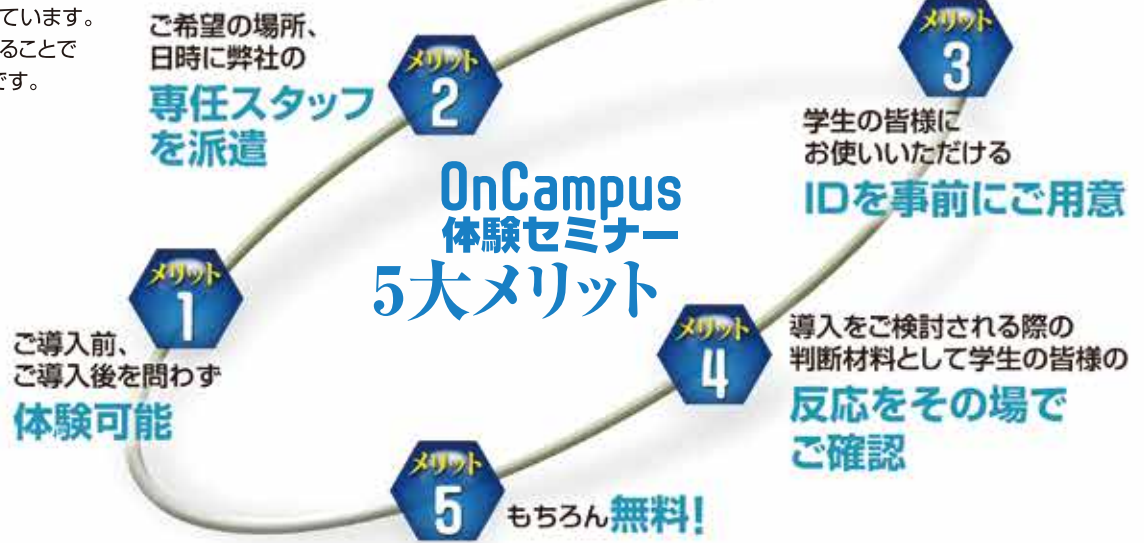 ています。
ることで
です。
ご希望の場所、
日時に弊社の
専任スタッフ
を派遣
メリット
2
メリット
3
学生の皆様に
お使いいただける
IDを事前にご用意
OnCampus
体験セミナー
5大メリット
メリット
1
ご導入前、
ご導入後を問わず
体験可能
メリット
4
導入をご検討される際の
判断材料として学生の皆様の
反応をその場で
ご確認
メリット
5
もちろん無料!